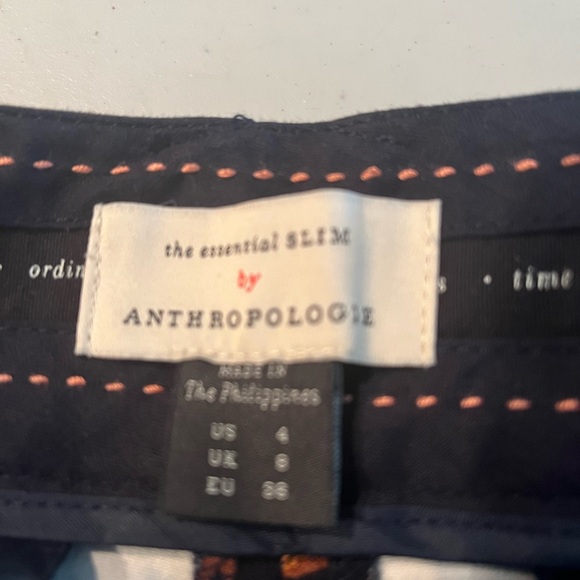 the essential SLIM
by
ANTHROPOLOGIE
ordin
s • time
MADE IN
The Philippines
US 4
UK 8
EU 36